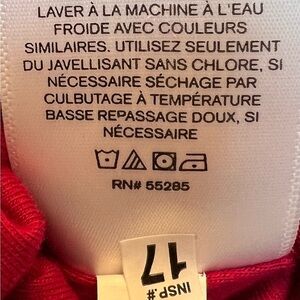 LAVER À LA MACHINE À L'EAU
FROIDE AVEC COULEURS
SIMILAIRES. UTILISEZ SEULEMENT
DU JAVELLISANT SANS CHLORE, SI
NÉCESSAIRE SÉCHAGE PAR
CULBUTAGE À TEMPÉRATURE
BASSE REPASSAGE DOUX, SI
NÉCESSAIRE
RN# 55285
INSP.#:
17